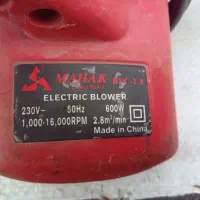 MAHAK
ELECTRIC BLOWER
230V~ 50Hz 600W
1,000-16,000RPM 2.8m³/min
Made in China